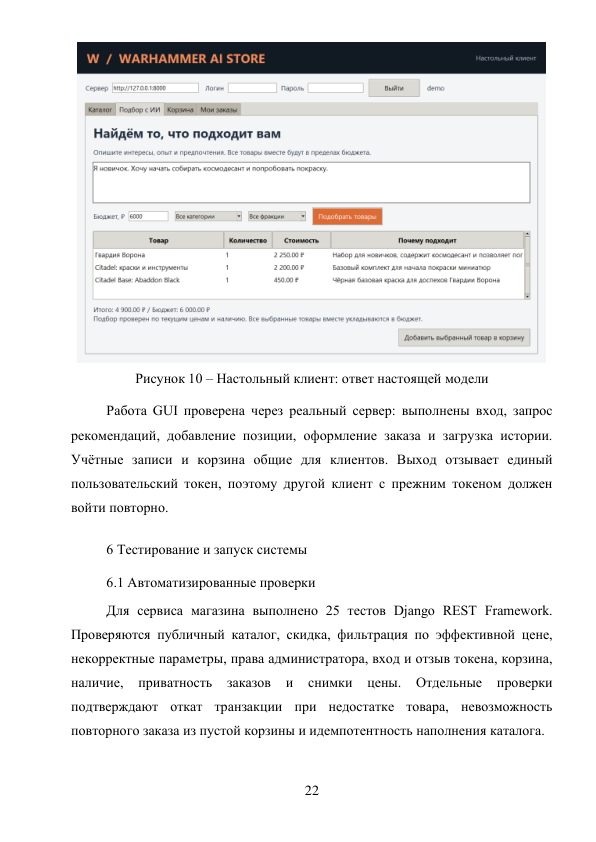 W / WARHAMMER AI STORE
Настольный клиент
Сервер http://127.0.0.1:8000 Логин Пароль Выйти demo
Каталог Подбор с ИИ Корзина Мои заказы
Найдём то, что подходит вам
Опишите интересы, опыт и предпочтения. Все товары вместе будут в пределах бюджета.
Я новичок. Хочу начать собирать космодесант и попробовать покраску.
Бюджет, ₽ 6000 Все категории Все фракции Подобрать товары
Товар Количество Стоимость Почему подходит
Гвардия Ворона 1 2 250.00 ₽ Набор для новичков, содержит космодесант и позволяет пог
Citadel: краски и инструменты 1 2 200.00 ₽ Базовый комплект для начала покраски миниатюр
Citadel Base: Abaddon Black 1 450.00 ₽ Чёрная базовая краска для доспехов Гвардии Ворона
Итого: 4 900.00 ₽ / Бюджет: 6 000.00 ₽
Подбор проверен по текущим ценам и наличию. Все выбранные товары вместе укладываются в бюджет.
Добавить выбранный товар в корзину
Рисунок 10 – Настольный клиент: ответ настоящей модели
Работа GUI проверена через реальный сервер: выполнены вход, запрос
рекомендаций, добавление позиции, оформление заказа и загрузка истории.
Учётные записи и корзина общие для клиентов. Выход отзывает единый
пользовательский токен, поэтому другой клиент с прежним токеном должен
войти повторно.
6 Тестирование и запуск системы
6.1 Автоматизированные проверки
Для сервиса магазина выполнено 25 тестов Django REST Framework.
Проверяются публичный каталог, скидка, фильтрация по эффективной цене,
некорректные параметры, права администратора, вход и отзыв токена, корзина,
наличие, приватность заказов и снимки цены. Отдельные проверки
подтверждают откат транзакции при недостатке товара, невозможность
повторного заказа из пустой корзины и идемпотентность наполнения каталога.
22